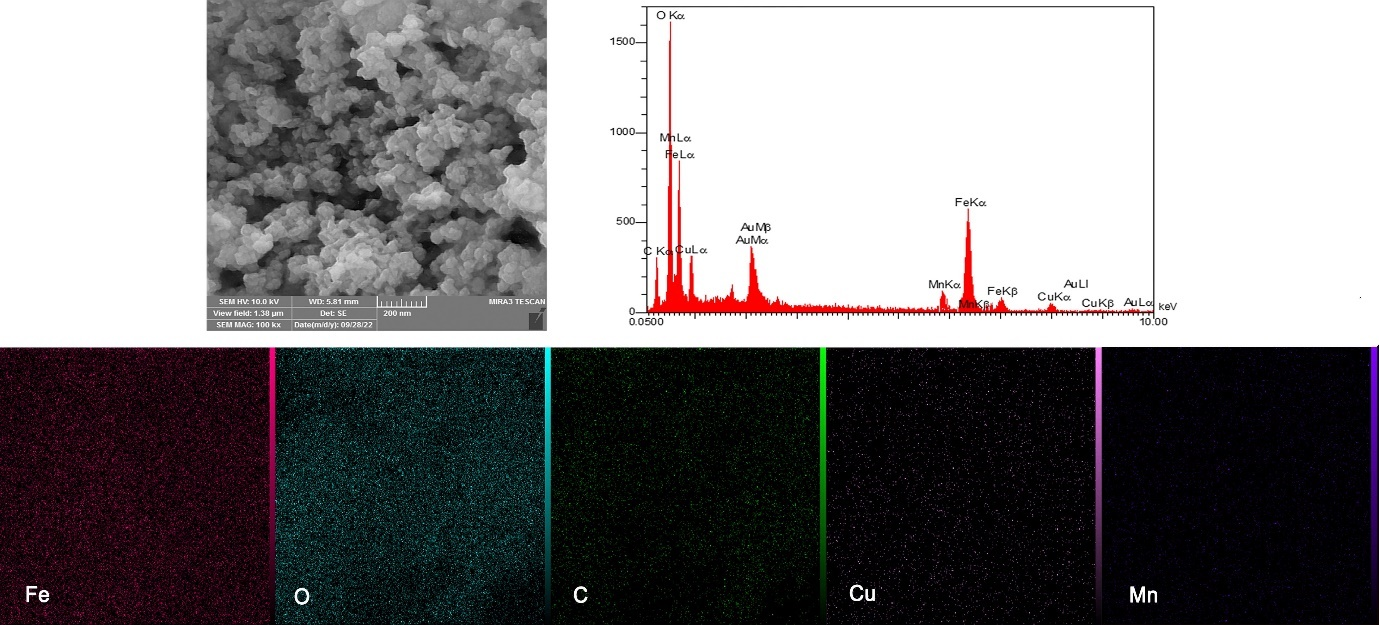 SEM HV: 10.0 kV WD: 5.81 mm MIRA3 TESCAN
View field: 1.38 µm Det: SE 200 nm
SEM MAG: 100 kx Date(m/d/y): 09/28/22
O Kα
1500
MnLα
1000
FeLα
FeKα
500
AuMβ
AuMα
C Kα CuLα
MnKα
MnKβ
FeKβ
AuLl
CuKα
CuKβ
AuLα
keV
0
0.0500
10.00
Fe
O
C
Cu
Mn